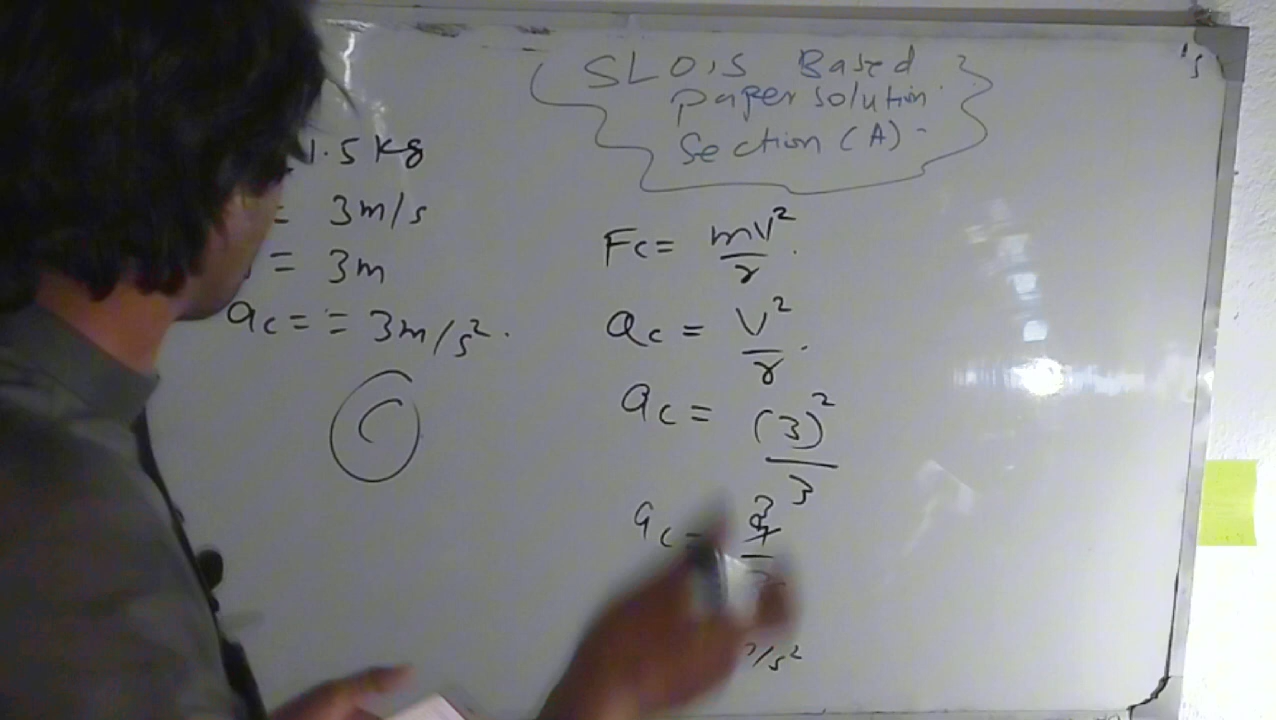 SLO's Based
paper solution
Section (A) -
's
1.5 kg
= 3m/s
= 3m
ac = = 3m/s².
C
Fc = mv²/r.
ac = v²/r.
ac = (3)²/3
ac = 9/3
/s²